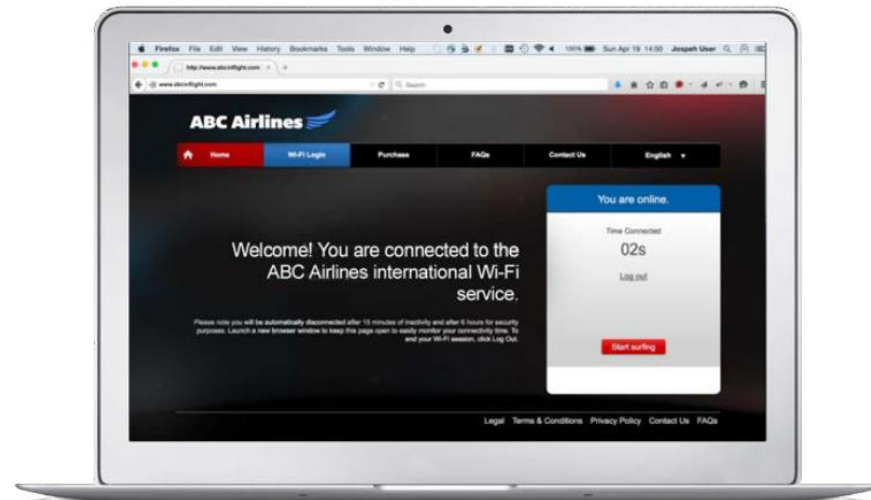 Firefox File Edit View History Bookmarks Tools Window Help 100% Sun Apr 19 14:50 Jospeh User
http://www.abcinflight.com
www.abcinflight.com Search
ABC Airlines
Home Wi-Fi Login Purchase FAQs Contact Us English
You are online.
Time Connected
02s
Log out
Start surfing
Welcome! You are connected to the
ABC Airlines international Wi-Fi
service.
Please note you will be automatically disconnected after 15 minutes of inactivity and after 6 hours for security
purposes. Launch a new browser window to keep this page open to easily monitor your connectivity time. To
end your Wi-Fi session, click Log Out.
Legal Terms & Conditions Privacy Policy Contact Us FAQs